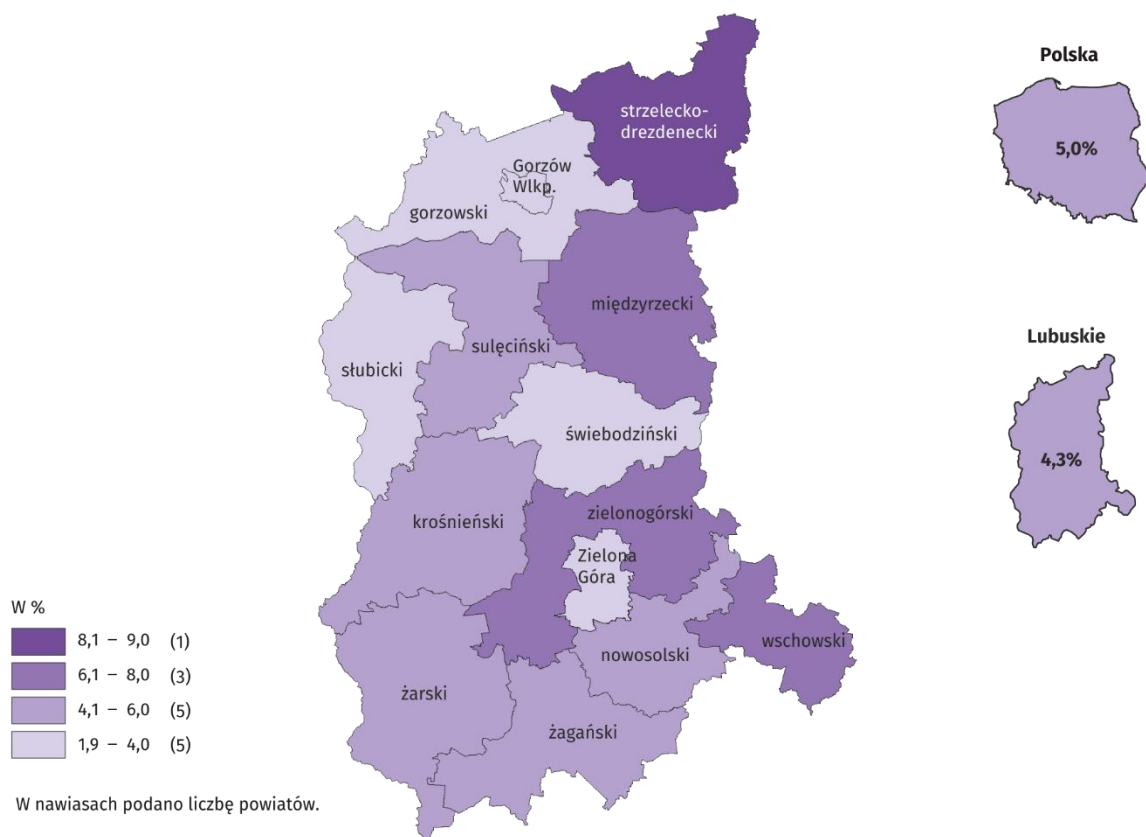 Polska
5,0%
strzelecko-
drezdenecki
Gorzów
Wlkp.
gorzowski
międzyrzecki
sulęciński
słubicki
Lubuskie
4,3%
świebodziński
krośnieński
zielonogórski
Zielona
Góra
wschowski
nowosolski
żarski
żagański
W %
8,1 – 9,0 (1)
6,1 – 8,0 (3)
4,1 – 6,0 (5)
1,9 – 4,0 (5)
W nawiasach podano liczbę powiatów.